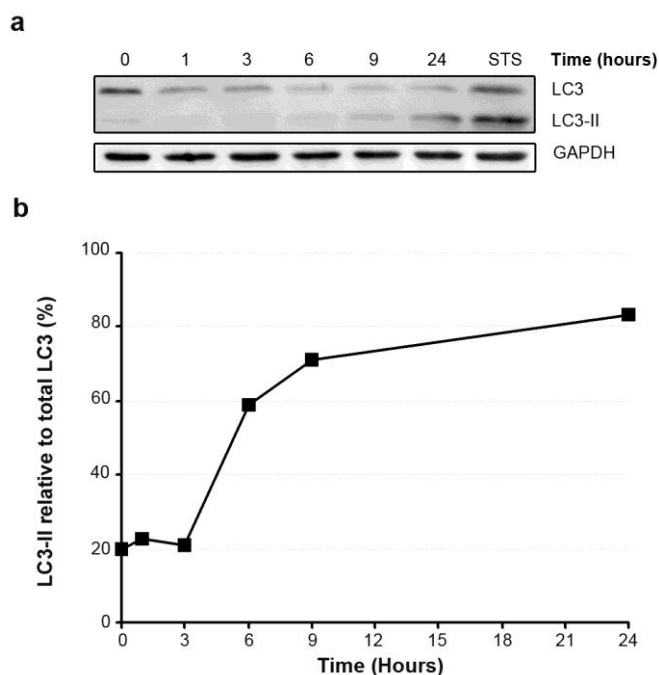 a
0 1 3 6 9 24 STS Time (hours)
LC3
LC3-II
GAPDH
b
LC3-II relative to total LC3 (%)
100
80
60
40
20
0
0 3 6 9 12 15 18 21 24
Time (Hours)